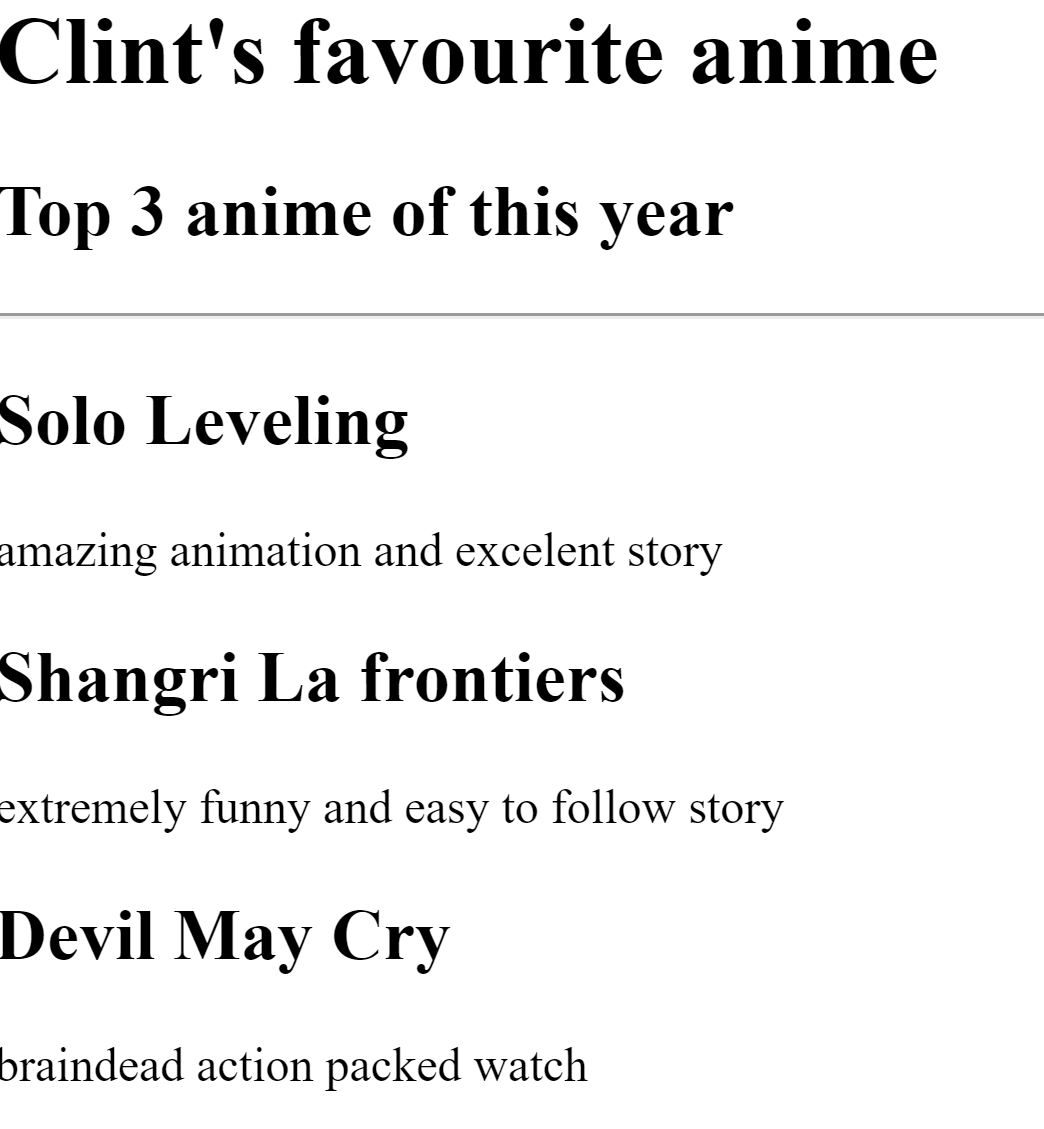 Clint's favourite anime
Top 3 anime of this year
Solo Leveling
amazing animation and excelent story
Shangri La frontiers
extremely funny and easy to follow story
Devil May Cry
braindead action packed watch